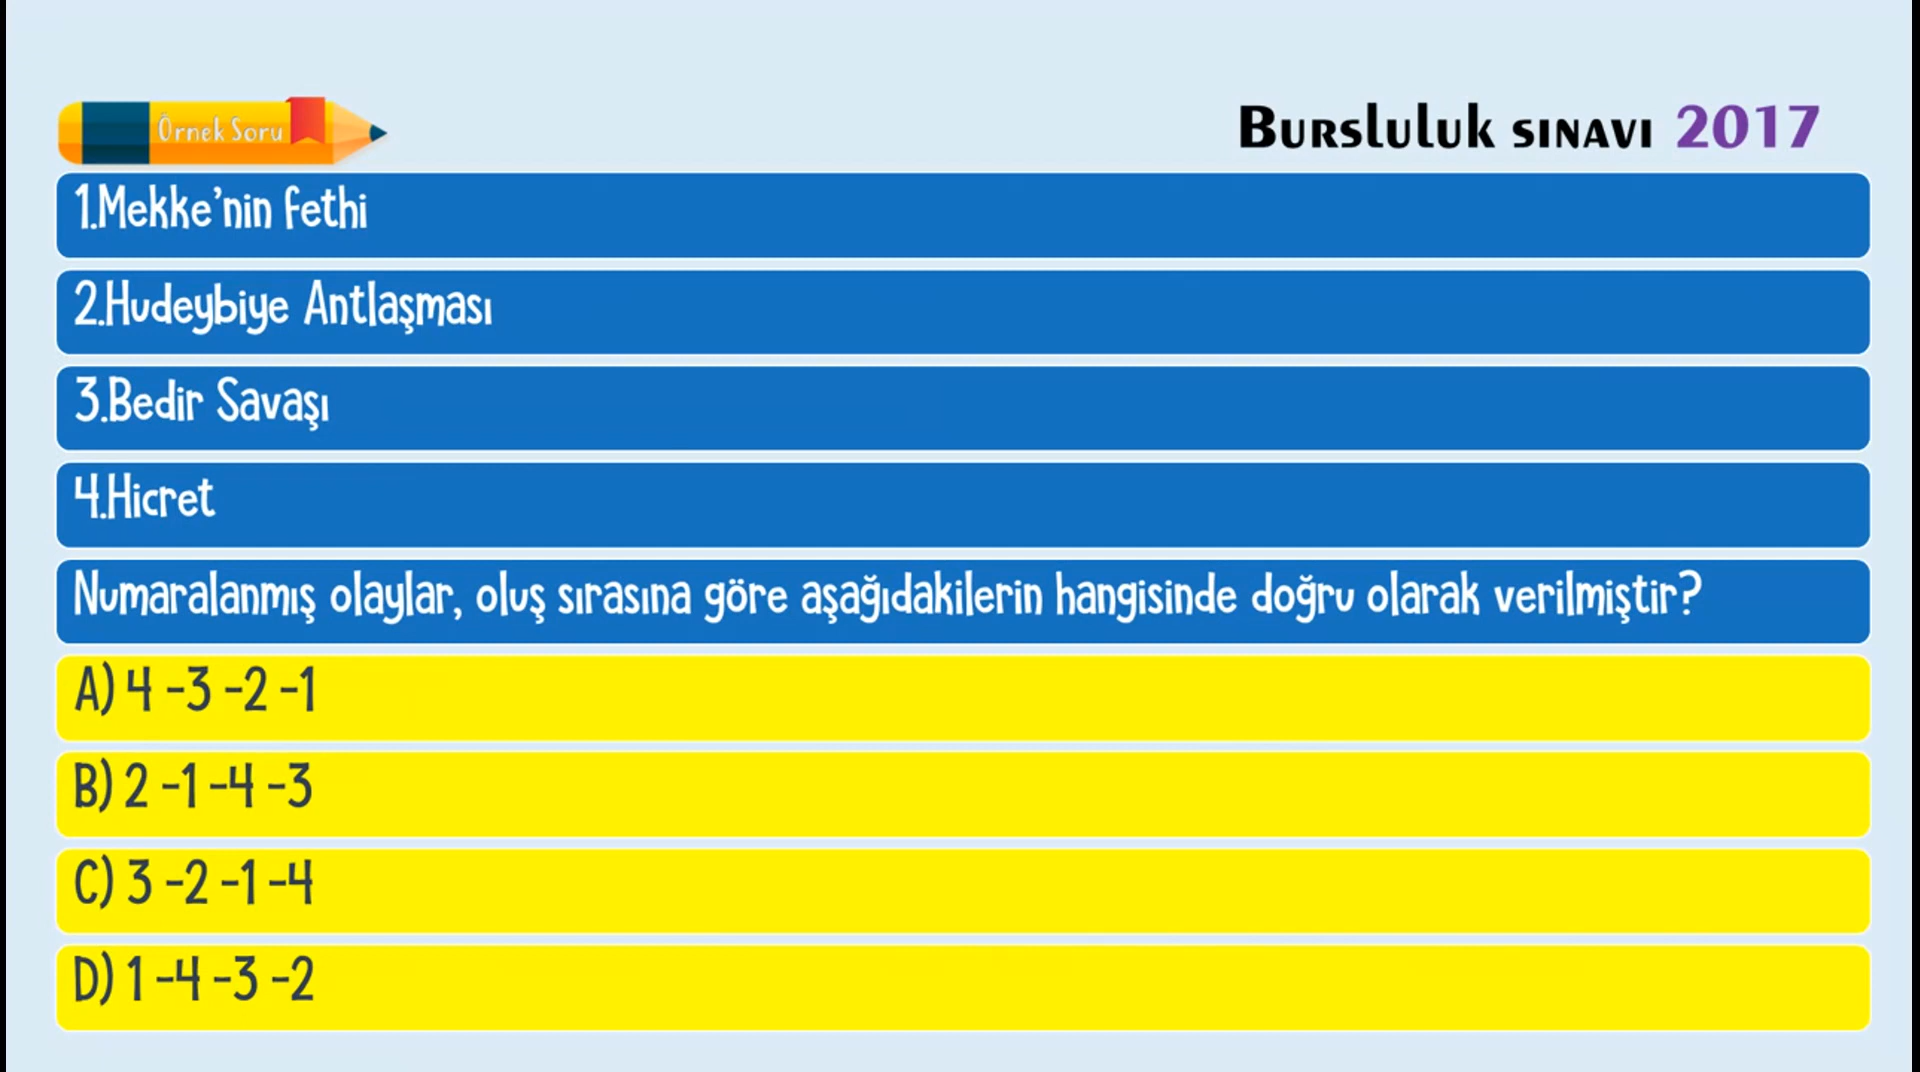 Örnek Soru
Bursluluk sınavı 2017
1.Mekke'nin fethi
2.Hudeybiye Antlaşması
3.Bedir Savaşı
4.Hicret
Numaralanmış olaylar, oluş sırasına göre aşağıdakilerin hangisinde doğru olarak verilmiştir?
A) 4 -3 -2 -1
B) 2 -1 -4 -3
C) 3 -2 -1 -4
D) 1 -4 -3 -2